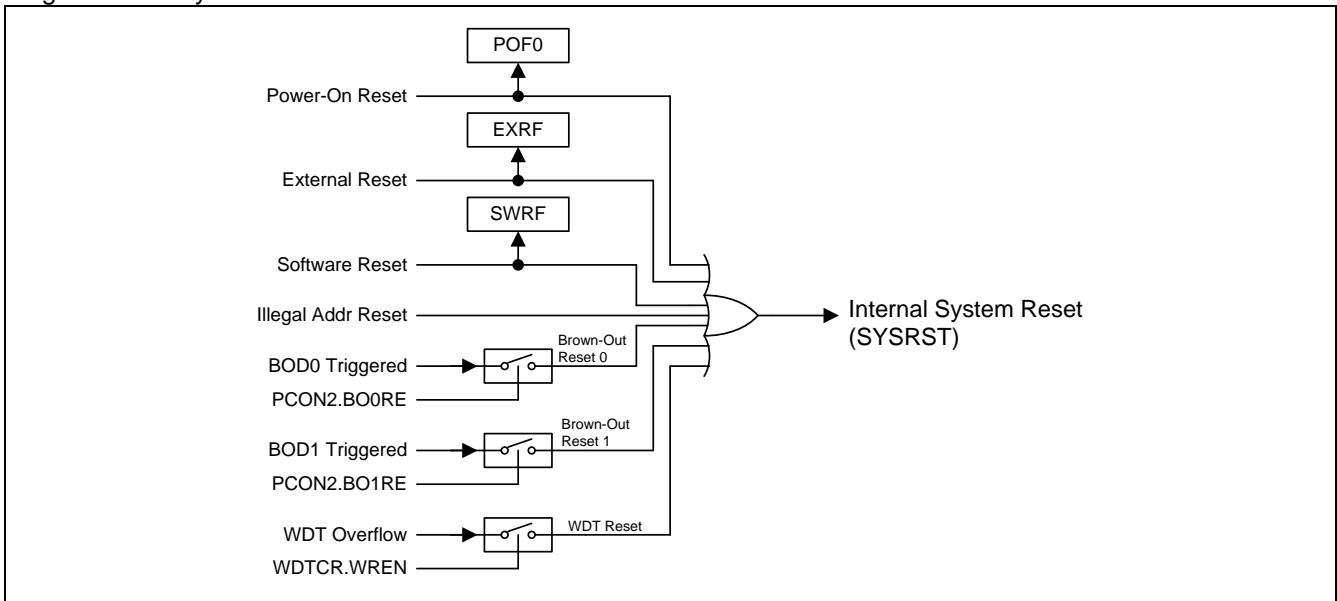 POF0
Power-On Reset
EXRF
External Reset
SWRF
Software Reset
Illegal Addr Reset
Internal System Reset
(SYSRST)
Brown-Out
Reset 0
BOD0 Triggered
PCON2.BO0RE
Brown-Out
Reset 1
BOD1 Triggered
PCON2.BO1RE
WDT Overflow
WDT Reset
WDTCR.WREN